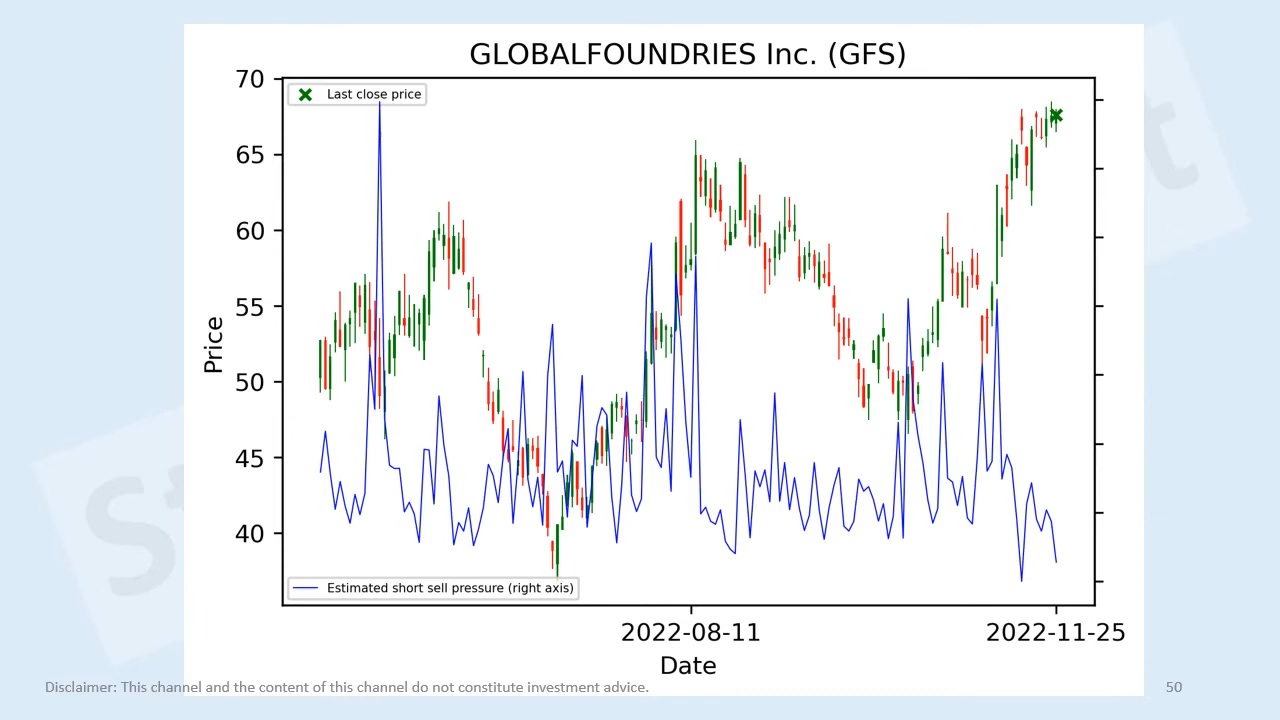 GLOBALFOUNDRIES Inc. (GFS)
Last close price
70
65
60
55
50
45
40
Price
Estimated short sell pressure (right axis)
2022-08-11
2022-11-25
Date
Disclaimer: This channel and the content of this channel do not constitute investment advice.
50